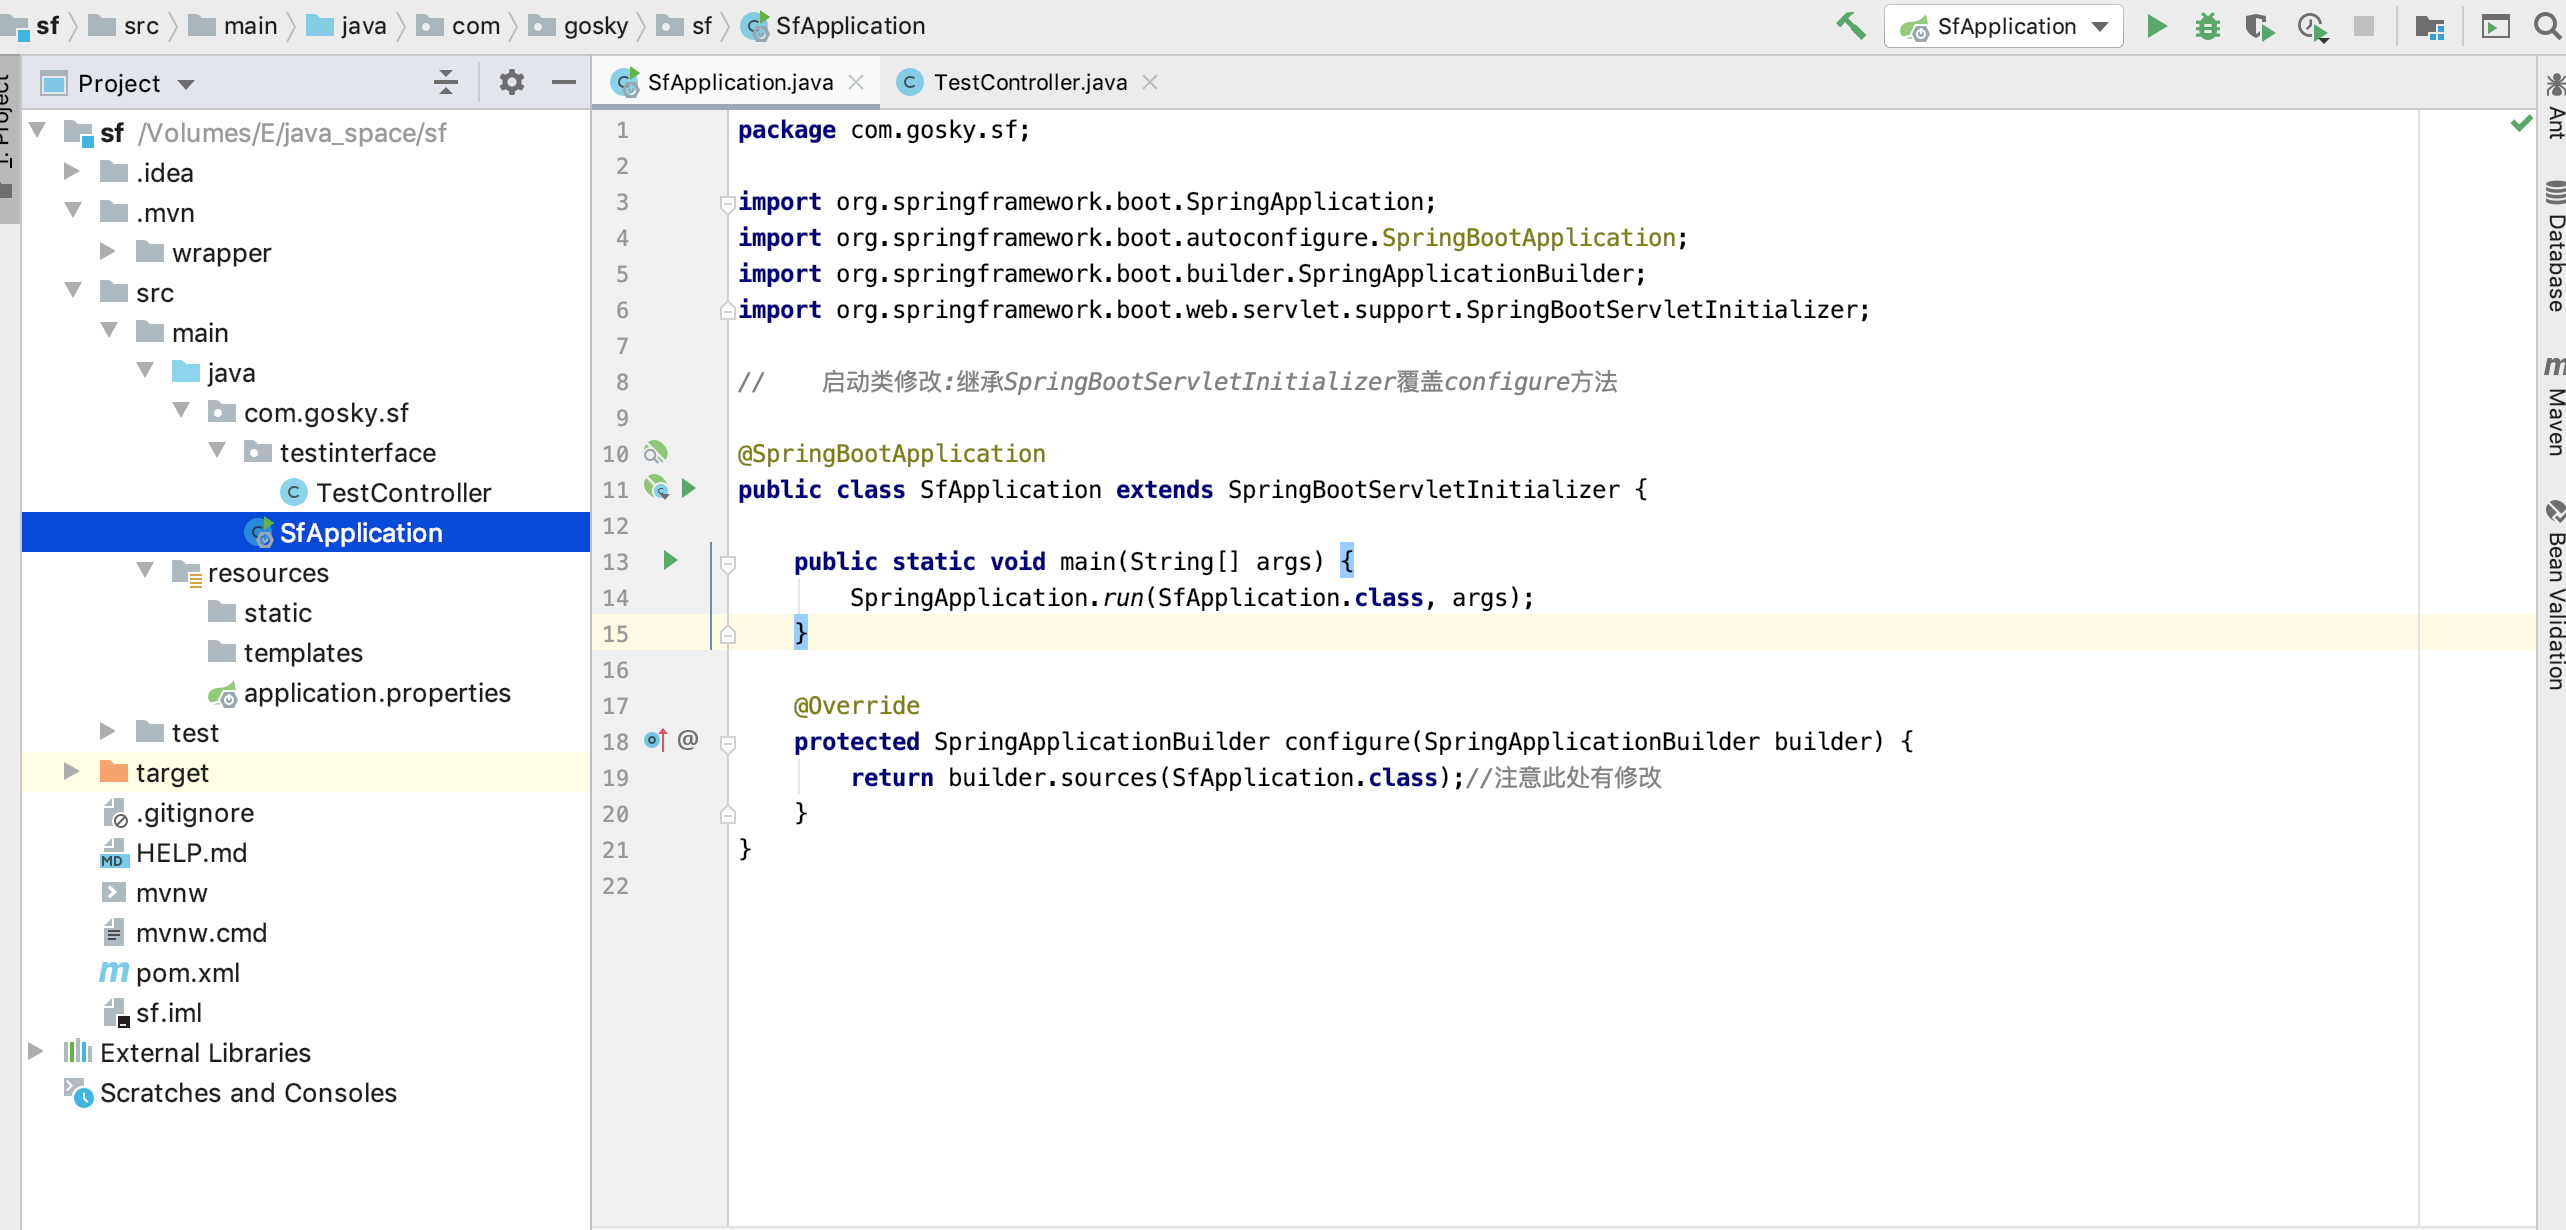 sf src main java com gosky sf SfApplication SfApplication
Project
SfApplication.java TestController.java
1: Project
sf /Volumes/E/java_space/sf
.idea
.mvn
wrapper
src
main
java
com.gosky.sf
testinterface
TestController
SfApplication
resources
static
templates
application.properties
test
target
.gitignore
HELP.md
mvnw
mvnw.cmd
pom.xml
sf.iml
External Libraries
Scratches and Consoles
1 package com.gosky.sf;
2
3 import org.springframework.boot.SpringApplication;
4 import org.springframework.boot.autoconfigure.SpringBootApplication;
5 import org.springframework.boot.builder.SpringApplicationBuilder;
6 import org.springframework.boot.web.servlet.support.SpringBootServletInitializer;
7
8 // 启动类修改:继承SpringBootServletInitializer覆盖configure方法
9
10 @SpringBootApplication
11 public class SfApplication extends SpringBootServletInitializer {
12
13 public static void main(String[] args) {
14 SpringApplication.run(SfApplication.class, args);
15 }
16
17 @Override
18 @ protected SpringApplicationBuilder configure(SpringApplicationBuilder builder) {
19 return builder.sources(SfApplication.class);//注意此处有修改
20 }
21 }
22
Ant
Database
Maven
Bean Validation